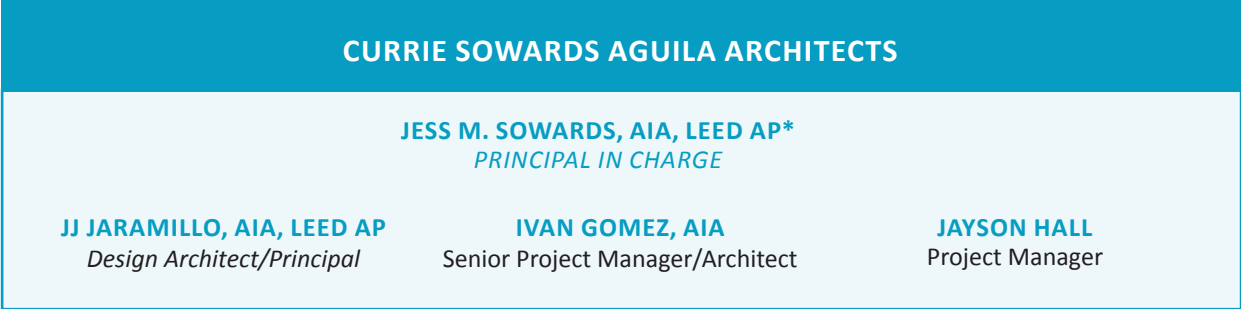 CURRIE SOWARDS AGUILA ARCHITECTS
JESS M. SOWARDS, AIA, LEED AP*
PRINCIPAL IN CHARGE
JJ JARAMILLO, AIA, LEED AP
Design Architect/Principal
IVAN GOMEZ, AIA
Senior Project Manager/Architect
JAYSON HALL
Project Manager